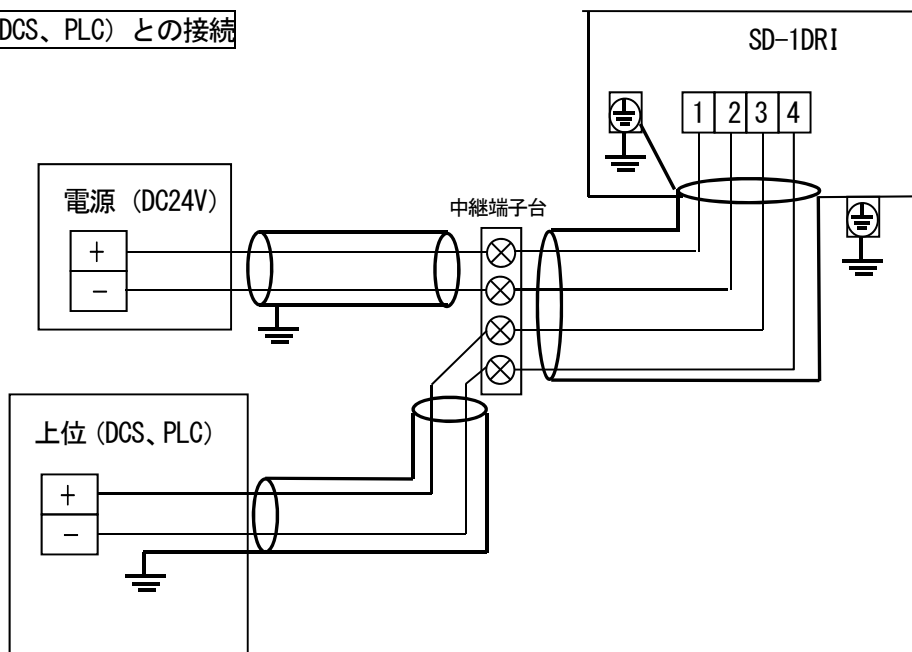 DCS、PLC）との接続
SD-1DRI
1 2 3 4
電源（DC24V）
+
−
中継端子台
上位（DCS、PLC）
+
−